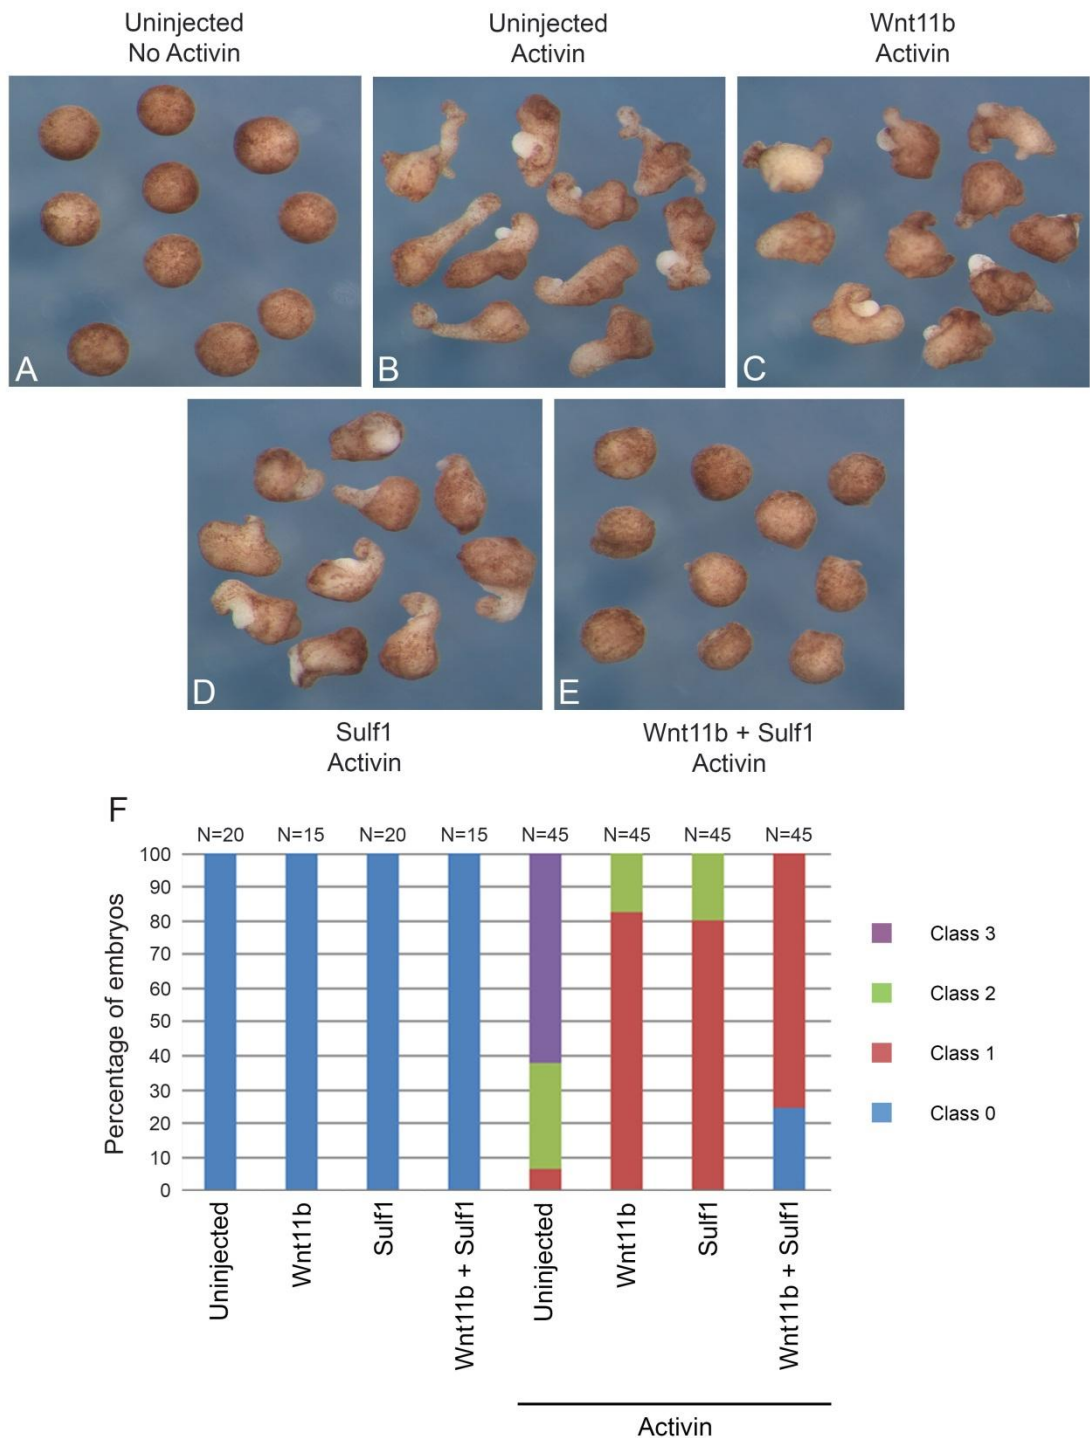 Uninjected
No Activin
Uninjected
Activin
Wnt11b
Activin
A
B
C
D
E
Sulf1
Activin
Wnt11b + Sulf1
Activin
F
N=20 N=15 N=20 N=15 N=45 N=45 N=45 N=45
Percentage of embryos
100
90
80
70
60
50
40
30
20
10
0
Class 3
Class 2
Class 1
Class 0
Uninjected
Wnt11b
Sulf1
Wnt11b + Sulf1
Uninjected
Wnt11b
Sulf1
Wnt11b + Sulf1
Activin